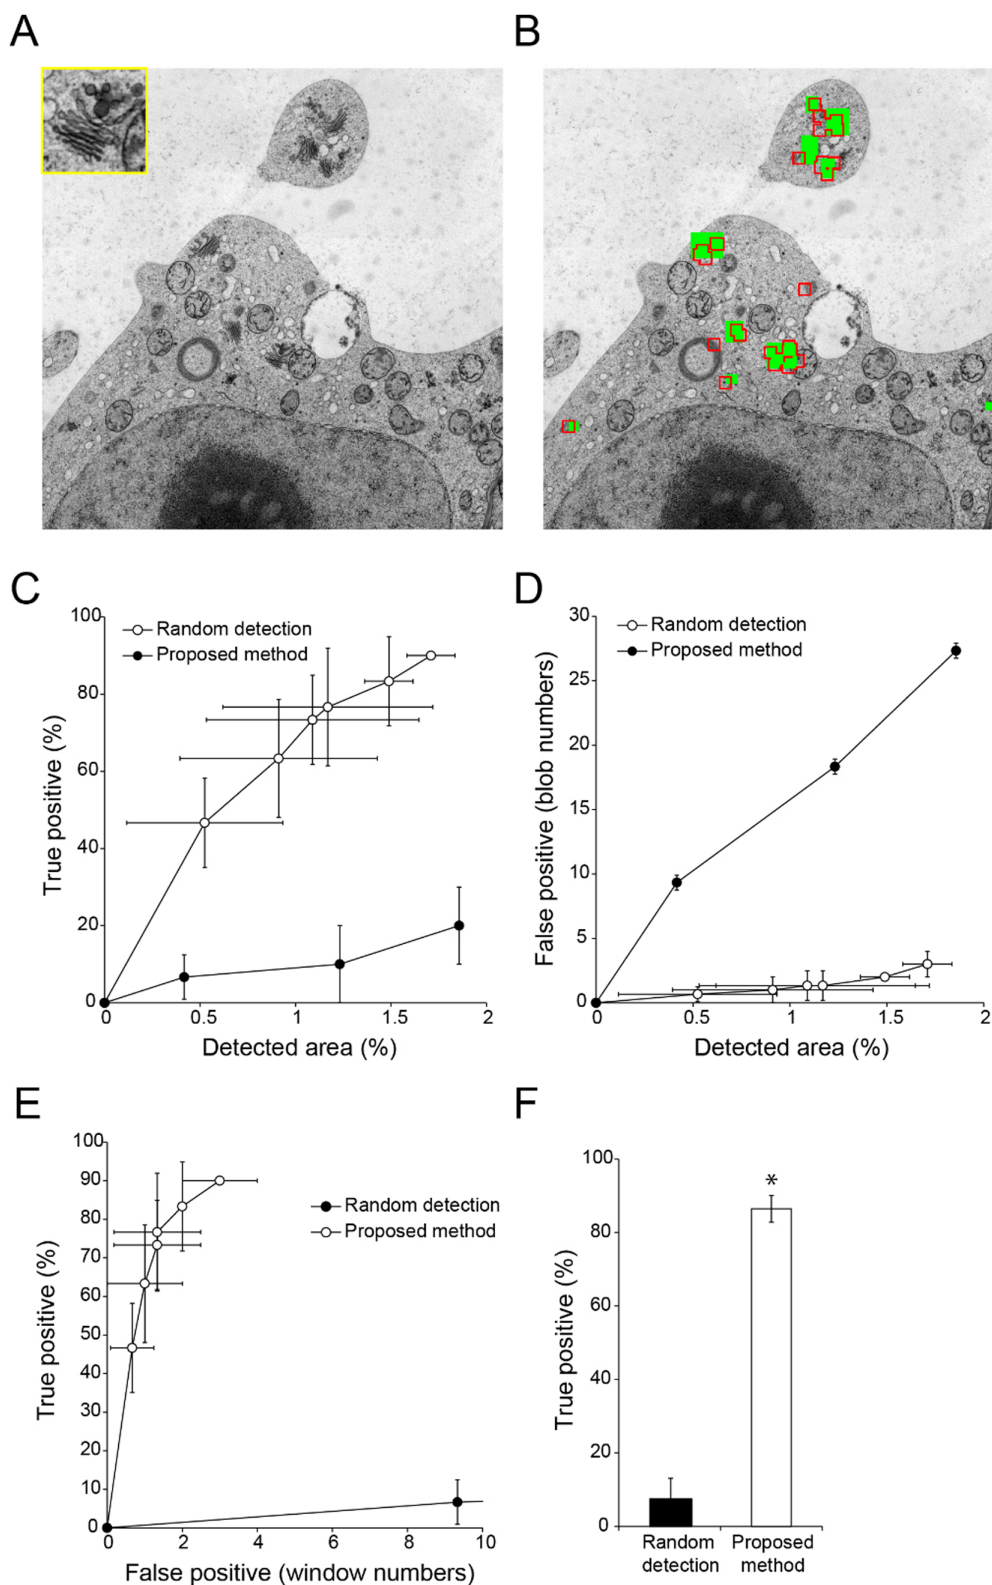 A
B
C
100
80
60
40
20
0
True positive (%)
Random detection
Proposed method
0
0.5
1
1.5
2
Detected area (%)
D
30
25
20
15
10
5
0
False positive (blob numbers)
Random detection
Proposed method
0
0.5
1
1.5
2
Detected area (%)
E
100
90
80
70
60
50
40
30
20
10
0
True positive (%)
Random detection
Proposed method
0
2
4
6
8
10
False positive (window numbers)
F
100
80
60
40
20
0
True positive (%)
*
Random
detection
Proposed
method